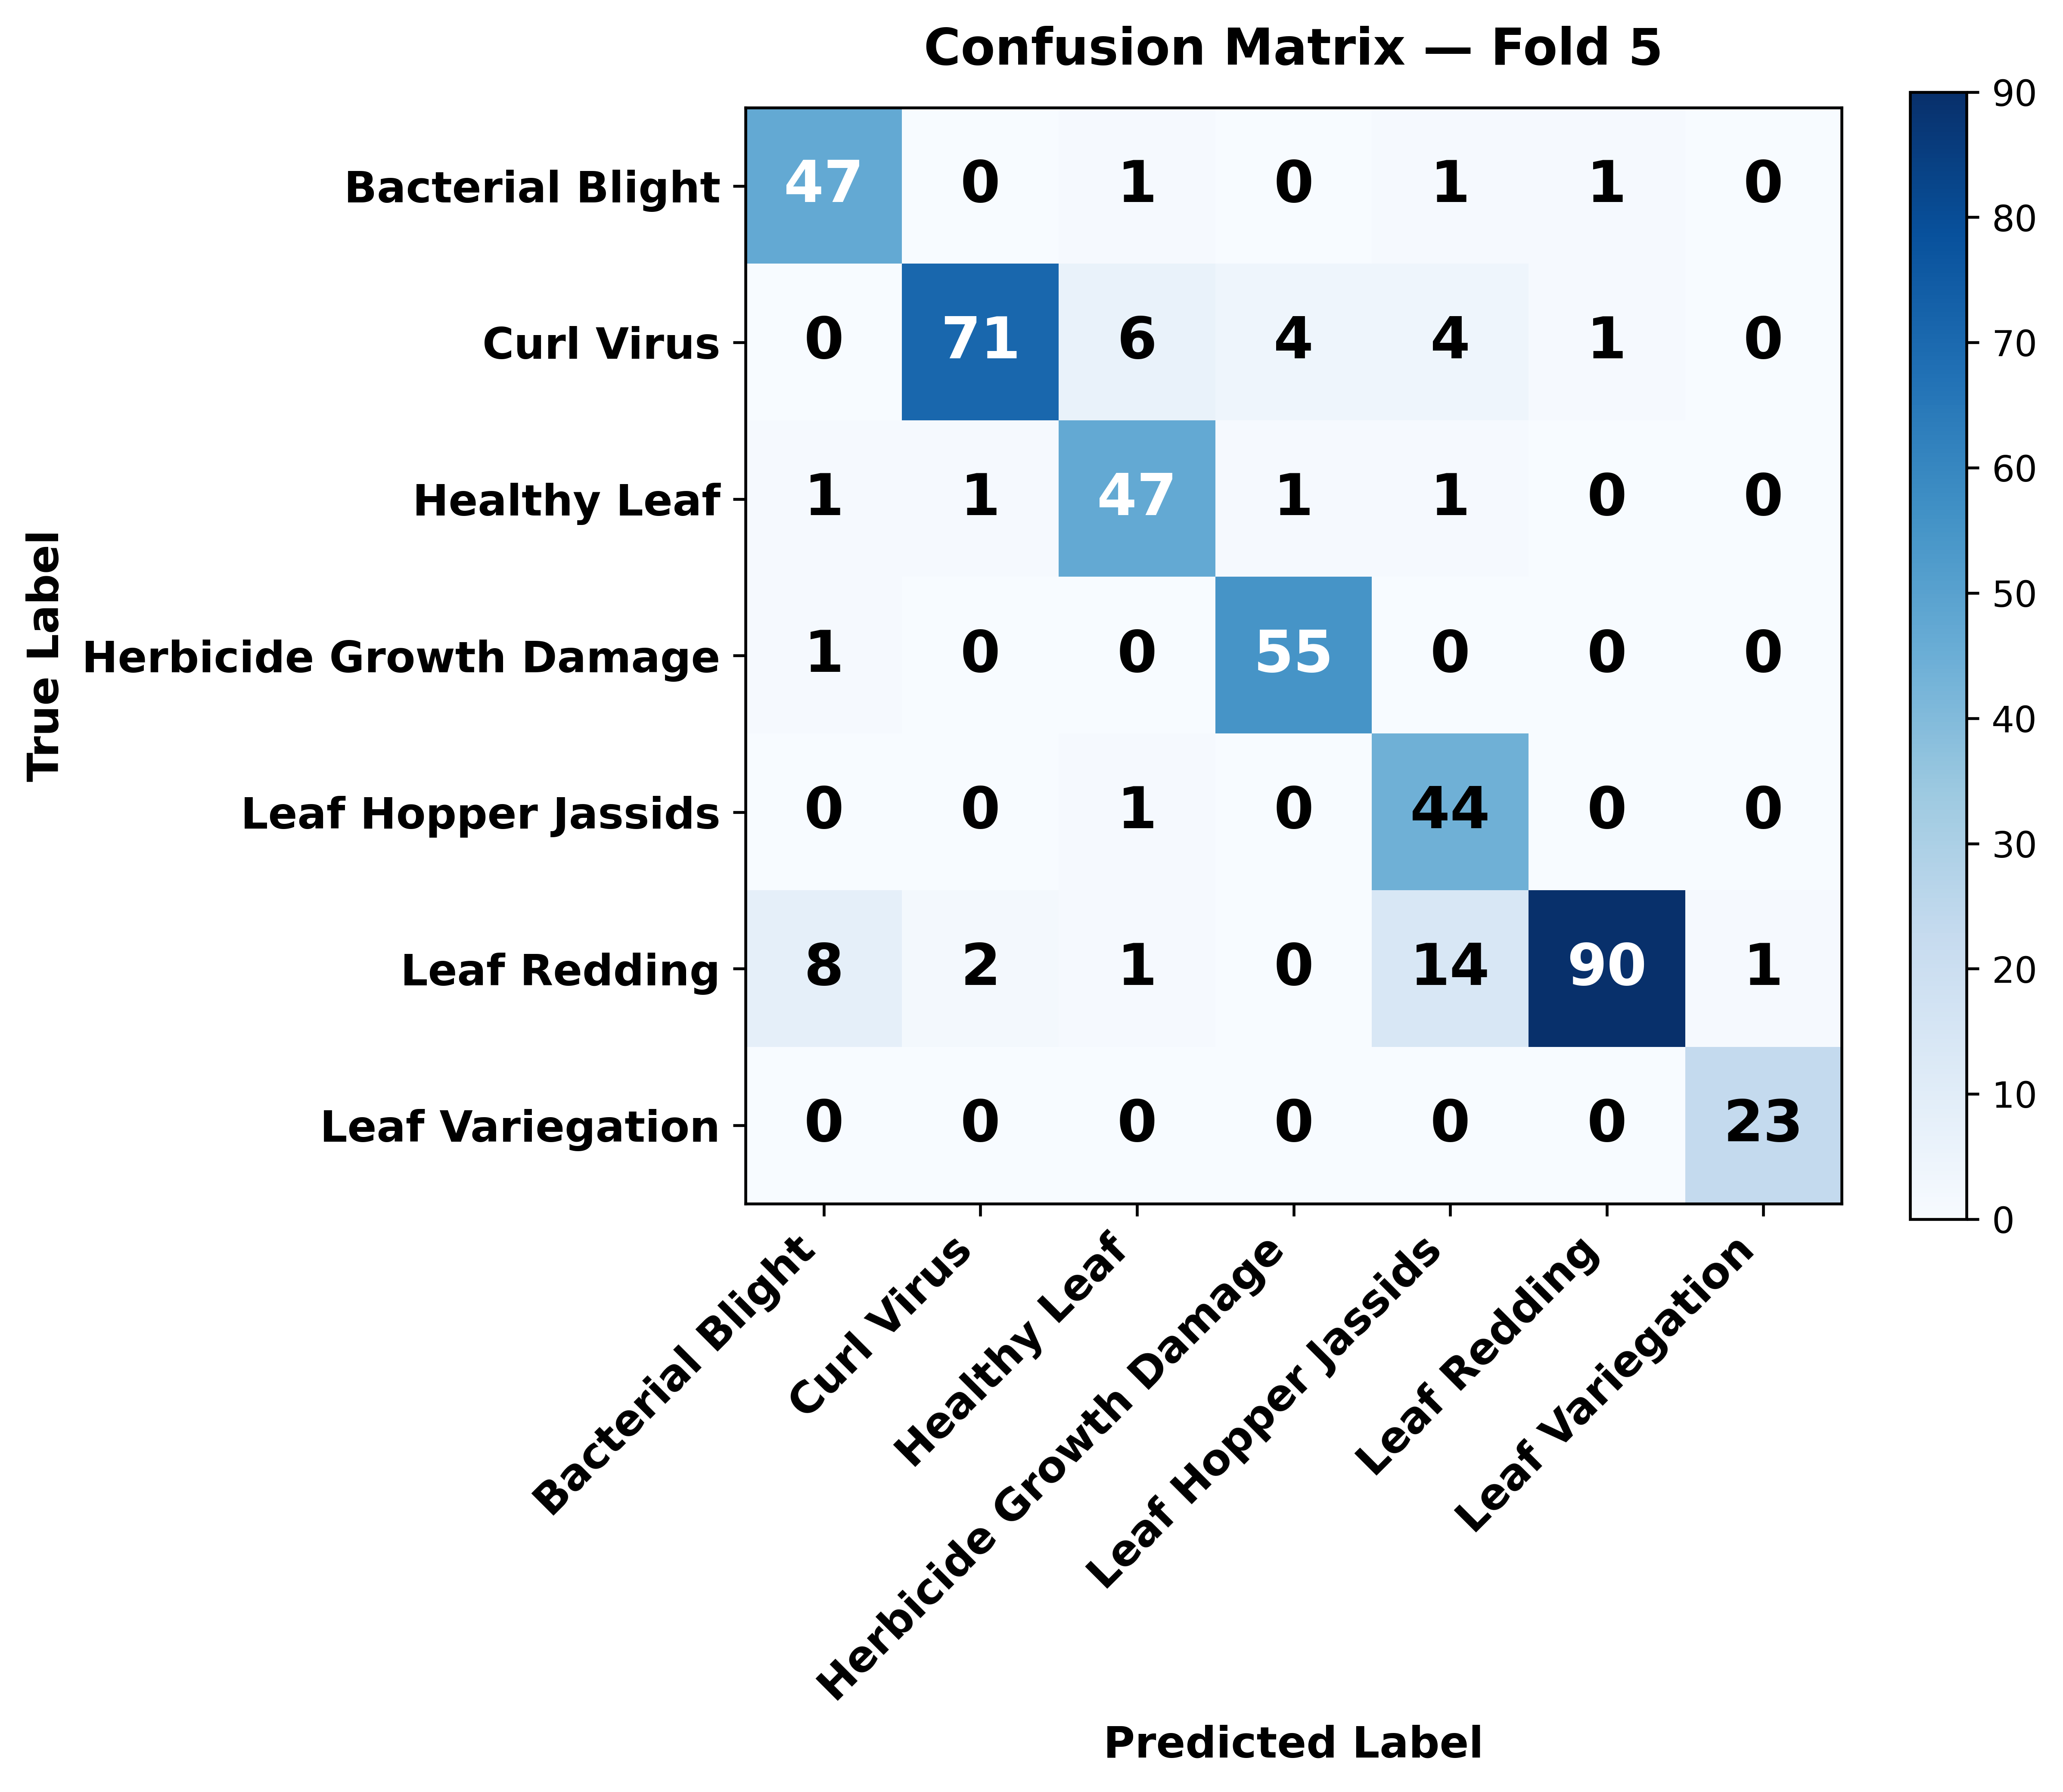 Confusion Matrix — Fold 5
True Label
Bacterial Blight 47 0 1 0 1 1 0
Curl Virus 0 71 6 4 4 1 0
Healthy Leaf 1 1 47 1 1 0 0
Herbicide Growth Damage 1 0 0 55 0 0 0
Leaf Hopper Jassids 0 0 1 0 44 0 0
Leaf Redding 8 2 1 0 14 90 1
Leaf Variegation 0 0 0 0 0 0 23
Bacterial Blight
Curl Virus
Healthy Leaf
Herbicide Growth Damage
Leaf Hopper Jassids
Leaf Redding
Leaf Variegation
Predicted Label
90
80
70
60
50
40
30
20
10
0